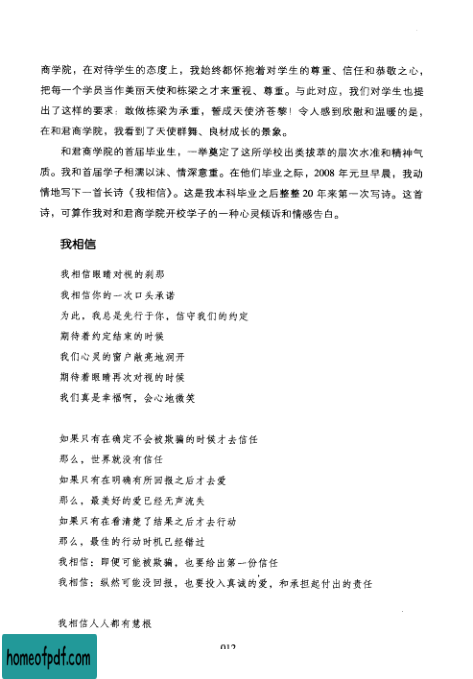 商学院，在对待学生的态度上，我始终都怀抱着对学生的尊重、信任和恭敬之心，
把每一个学员当作美丽天使和栋梁之才来重视、尊重。与此对应，我们对学生也提
出了这样的要求：敢做栋梁为承重，誓成天使济苍黎！令人感到欣慰和温暖的是，
在和君商学院，我看到了天使群舞、良材成长的景象。
和君商学院的首届毕业生，一举奠定了这所学校出类拔萃的层次水准和精神气
质。我和首届学子相濡以沫、情深意重。在他们毕业之际，2008 年元旦早晨，我动
情地写下一首长诗《我相信》。这是我本科毕业之后整整 20 年来第一次写诗。这首
诗，可算作我对和君商学院开校学子的一种心灵倾诉和情感告白。
我相信
我相信眼睛对视的刹那
我相信你的一次口头承诺
为此，我总是先行于你，信守我们的约定
期待着约定结束的时候
我们心灵的窗户敞亮地洞开
期待着眼睛再次对视的时候
我们真是幸福啊，会心地微笑
如果只有在确定不会被欺骗的时候才去信任
那么，世界就没有信任
如果只有在明确有所回报之后才去爱
那么，最美好的爱已经无声流失
如果只有在看清楚了结果之后才去行动
那么，最佳的行动时机已经错过
我相信：即便可能被欺骗，也要给出第一份信任
我相信：纵然可能没回报，也要投入真诚的爱，和承担起付出的责任
我相信人人都有慧根
012
homeofpdf.com